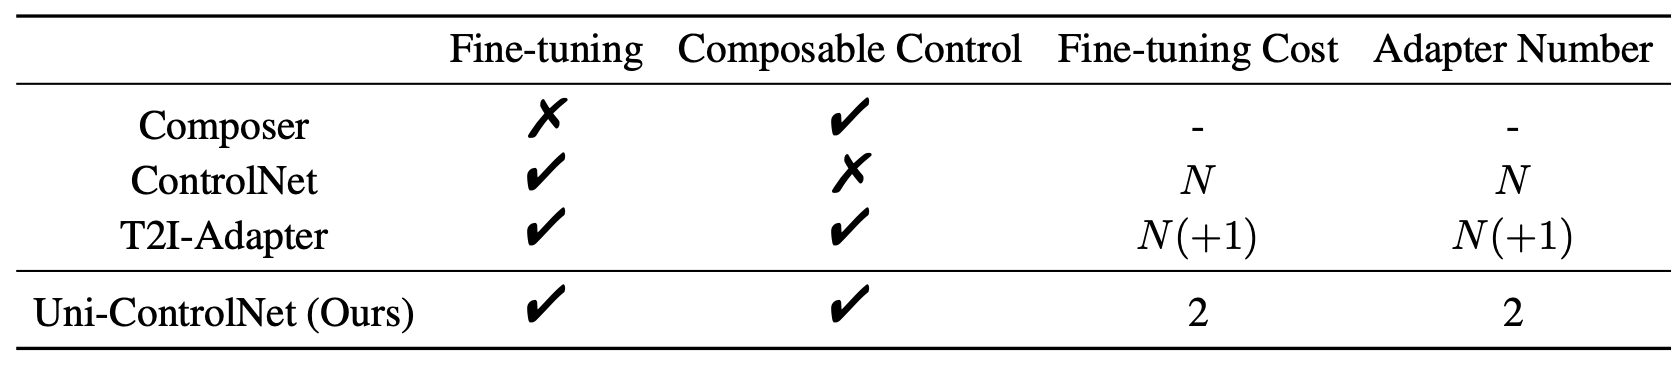 Fine-tuning Composable Control Fine-tuning Cost Adapter Number
Composer ✗ ✔ - -
ControlNet ✔ ✗ N N
T2I-Adapter ✔ ✔ N(+1) N(+1)
Uni-ControlNet (Ours) ✔ ✔ 2 2